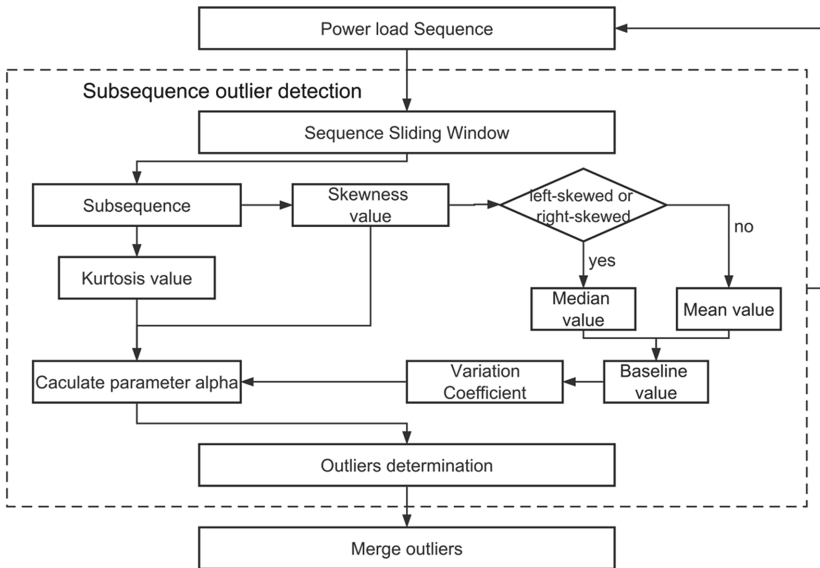 Power load Sequence
Subsequence outlier detection
Sequence Sliding Window
Subsequence
Skewness
value
left-skewed or
right-skewed
no
yes
Kurtosis value
Median
value
Mean value
Caculate parameter alpha
Variation
Coefficient
Baseline
value
Outliers determination
Merge outliers